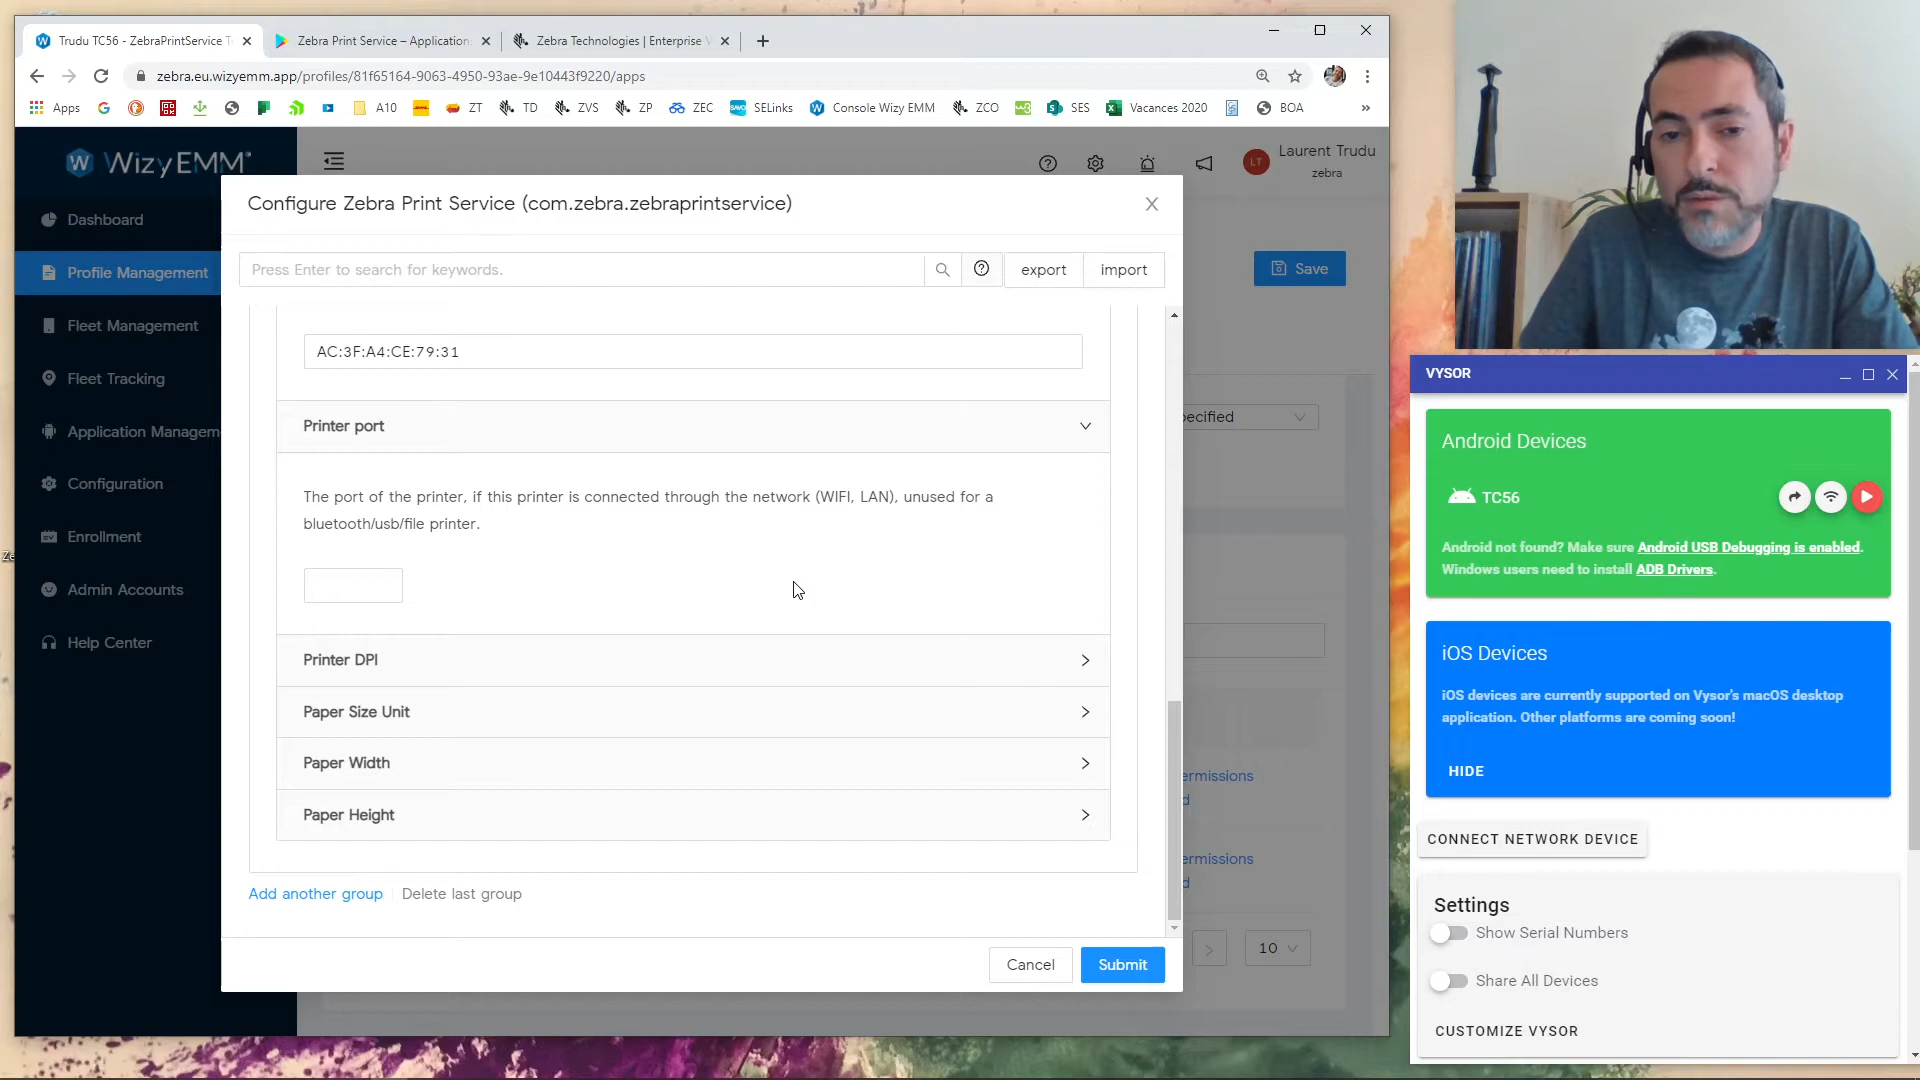 Trudu TC56 - ZebraPrintService T
Zebra Print Service – Application
Zebra Technologies | Enterprise V
zebra.eu.wizyemm.app/profiles/81f65164-9063-4950-93ae-9e10443f9220/apps
Apps A10 ZT TD ZVS ZP ZEC SELinks Console Wizy EMM ZCO SES Vacances 2020 BOA »
WizyEMM
Laurent Trudu
LT
zebra
Dashboard
Profile Management
Fleet Management
Fleet Tracking
Application Managem
Configuration
Enrollment
Admin Accounts
Help Center
Configure Zebra Print Service (com.zebra.zebraprintservice)
Press Enter to search for keywords.
export
import
Save
AC:3F:A4:CE:79:31
Printer port
ecified
The port of the printer, if this printer is connected through the network (WIFI, LAN), unused for a
bluetooth/usb/file printer.
Printer DPI
Paper Size Unit
Paper Width
Paper Height
ermissions
d
ermissions
d
Add another group
Delete last group
10
Cancel
Submit
Ze
VYSOR
Android Devices
TC56
Android not found? Make sure Android USB Debugging is enabled.
Windows users need to install ADB Drivers.
iOS Devices
iOS devices are currently supported on Vysor's macOS desktop
application. Other platforms are coming soon!
HIDE
CONNECT NETWORK DEVICE
Settings
Show Serial Numbers
Share All Devices
CUSTOMIZE VYSOR